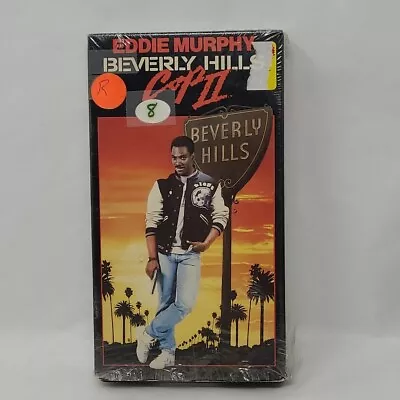 EDDIE MURPHY
BEVERLY HILLS
Cop II
R
8
BEVERLY
HILLS